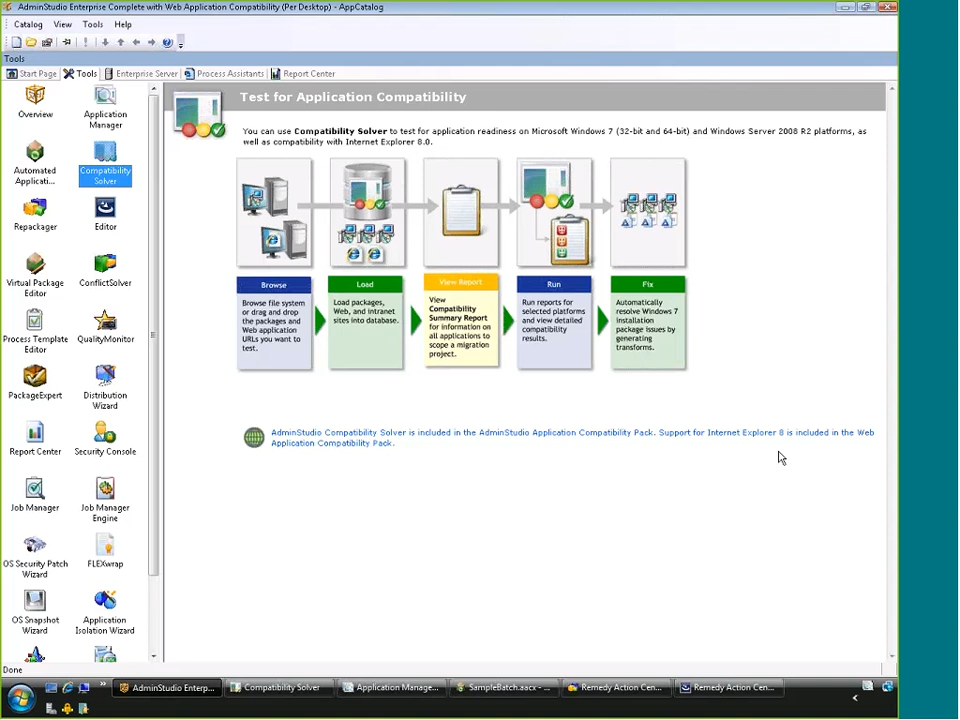 AdminStudio Enterprise Complete with Web Application Compatibility (Per Desktop) - AppCatalog
Catalog View Tools Help
Tools
Start Page Tools Enterprise Server Process Assistants Report Center
Overview
Application Manager
Automated Applicati...
Compatibility Solver
Repackager
Editor
Virtual Package Editor
ConflictSolver
Process Template Editor
QualityMonitor
PackageExpert
Distribution Wizard
Report Center
Security Console
Job Manager
Job Manager Engine
OS Security Patch Wizard
FLEXwrap
OS Snapshot Wizard
Application Isolation Wizard
Test for Application Compatibility
You can use Compatibility Solver to test for application readiness on Microsoft Windows 7 (32-bit and 64-bit) and Windows Server 2008 R2 platforms, as
well as compatibility with Internet Explorer 8.0.
Browse
Browse file system
or drag and drop
the packages and
Web application
URLs you want to
test.
Load
Load packages,
Web, and intranet
sites into database.
View Report
View
Compatibility
Summary Report
for information on
all applications to
scope a migration
project.
Run
Run reports for
selected platforms
and view detailed
compatibility
results.
Fix
Automatically
resolve Windows 7
installation
package issues by
generating
transforms.
AdminStudio Compatibility Solver is included in the AdminStudio Application Compatibility Pack. Support for Internet Explorer 8 is included in the Web
Application Compatibility Pack.
Done
AdminStudio Enterp... Compatibility Solver Application Manage... SampleBatch.aacx - ... Remedy Action Cen... Remedy Action Cen...